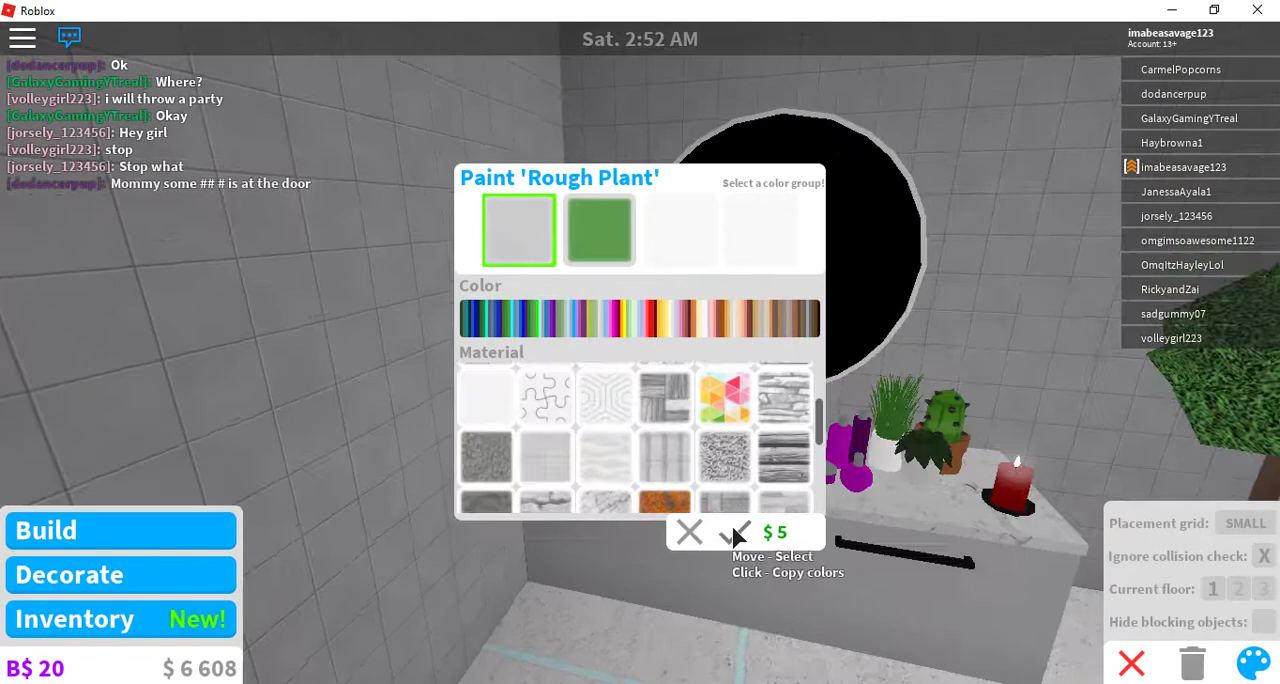 Roblox
Sat. 2:52 AM
imabeasavage123
Account: 13+
[dodancerpup]: Ok
[GalaxyGamingYTreal]: Where?
[volleygirl223]: i will throw a party
[GalaxyGamingYTreal]: Okay
[jorsely_123456]: Hey girl
[volleygirl223]: stop
[jorsely_123456]: Stop what
[dodancerpup]: Mommy some ## # is at the door
CarmelPopcorns
dodancerpup
GalaxyGamingYTreal
Haybrowna1
imabeasavage123
JanessaAyala1
jorsely_123456
omgimsoawesome1122
OmqItzHayleyLol
RickyandZai
sadgummy07
volleygirl223
Paint 'Rough Plant'
Select a color group!
Color
Material
$ 5
Move - Select
Click - Copy colors
Build
Decorate
Inventory New!
B$ 20 $ 6 608
Placement grid: SMALL
Ignore collision check: X
Current floor: 1 2 3
Hide blocking objects: